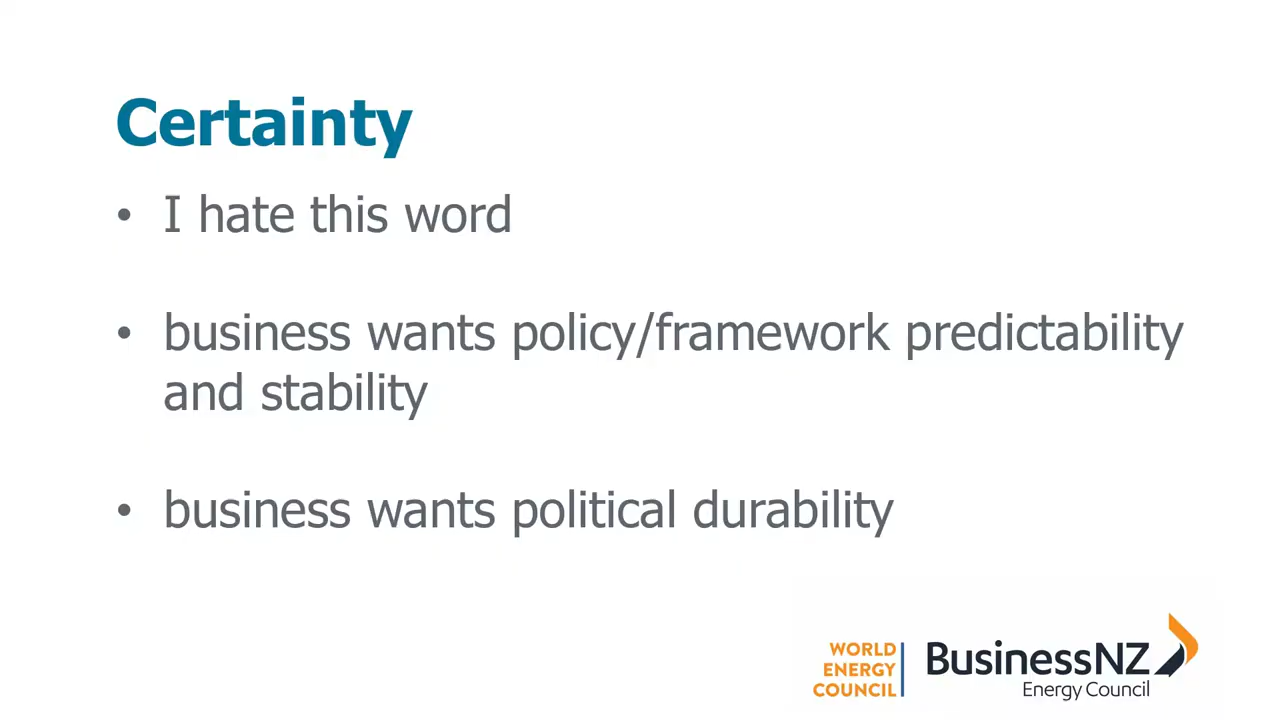 Certainty
• I hate this word
• business wants policy/framework predictability
and stability
• business wants political durability
WORLD
ENERGY
COUNCIL
BusinessNZ
Energy Council